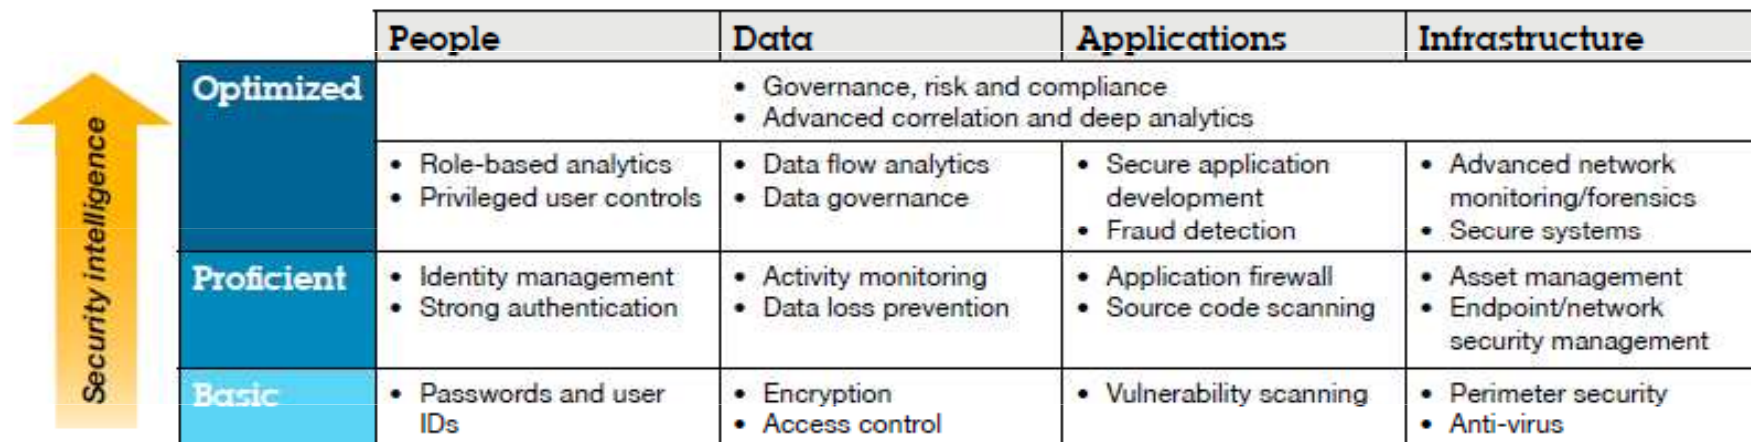 People Data Applications Infrastructure
Security intelligence
Optimized
• Governance, risk and compliance
• Advanced correlation and deep analytics
• Role-based analytics
• Privileged user controls
• Data flow analytics
• Data governance
• Secure application
development
• Fraud detection
• Advanced network
monitoring/forensics
• Secure systems
Proficient
• Identity management
• Strong authentication
• Activity monitoring
• Data loss prevention
• Application firewall
• Source code scanning
• Asset management
• Endpoint/network
security management
Basic
• Passwords and user
IDs
• Encryption
• Access control
• Vulnerability scanning
• Perimeter security
• Anti-virus